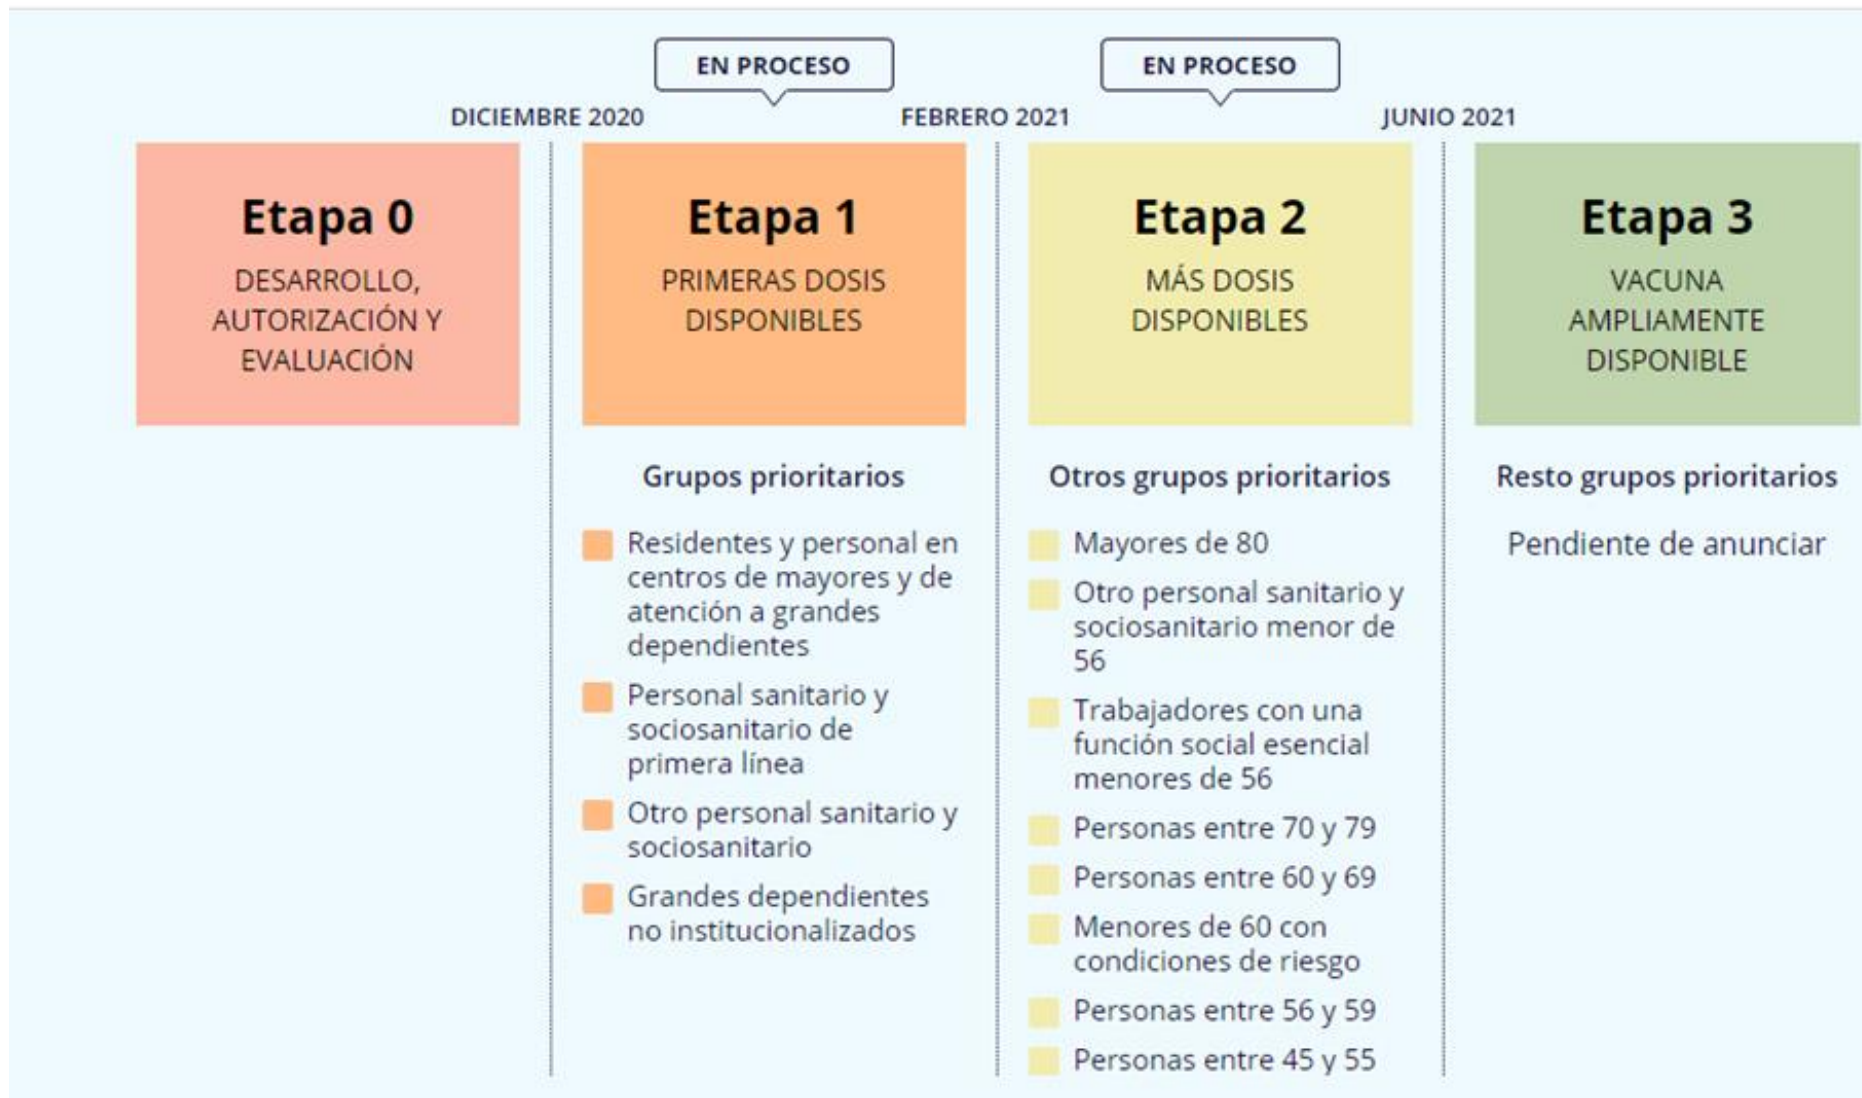 EN PROCESO
EN PROCESO
DICIEMBRE 2020
FEBRERO 2021
JUNIO 2021
Etapa 0
DESARROLLO,
AUTORIZACIÓN Y
EVALUACIÓN
Etapa 1
PRIMERAS DOSIS
DISPONIBLES
Grupos prioritarios
Residentes y personal en
centros de mayores y de
atención a grandes
dependientes
Personal sanitario y
sociosanitario de
primera línea
Otro personal sanitario y
sociosanitario
Grandes dependientes
no institucionalizados
Etapa 2
MÁS DOSIS
DISPONIBLES
Otros grupos prioritarios
Mayores de 80
Otro personal sanitario y
sociosanitario menor de
56
Trabajadores con una
función social esencial
menores de 56
Personas entre 70 y 79
Personas entre 60 y 69
Menores de 60 con
condiciones de riesgo
Personas entre 56 y 59
Personas entre 45 y 55
Etapa 3
VACUNA
AMPLIAMENTE
DISPONIBLE
Resto grupos prioritarios
Pendiente de anunciar